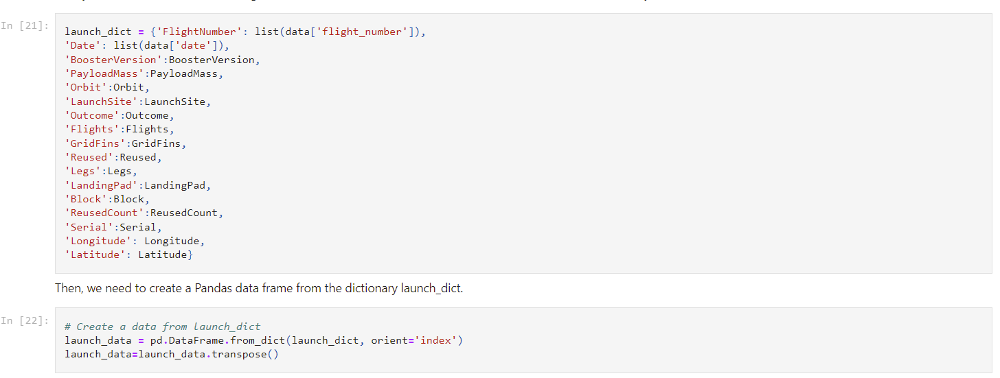 In [21]:
launch_dict = {'FlightNumber': list(data['flight_number']),
'Date': list(data['date']),
'BoosterVersion':BoosterVersion,
'PayloadMass':PayloadMass,
'Orbit':Orbit,
'LaunchSite':LaunchSite,
'Outcome':Outcome,
'Flights':Flights,
'GridFins':GridFins,
'Reused':Reused,
'Legs':Legs,
'LandingPad':LandingPad,
'Block':Block,
'ReusedCount':ReusedCount,
'Serial':Serial,
'Longitude': Longitude,
'Latitude': Latitude}
Then, we need to create a Pandas data frame from the dictionary launch_dict.
In [22]:
# Create a data from launch_dict
launch_data = pd.DataFrame.from_dict(launch_dict, orient='index')
launch_data=launch_data.transpose()